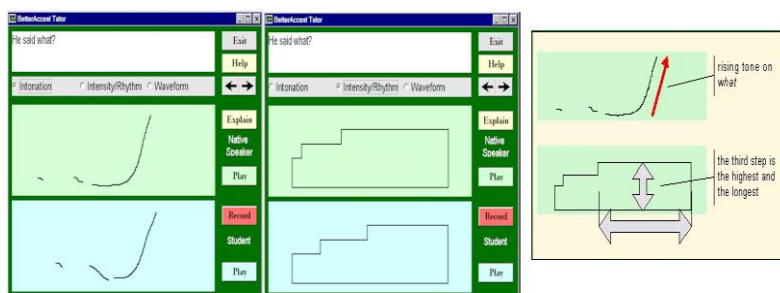 BetterAccent Tutor
He said what?
Exit
Help
Intonation Intensity/Rhythm Waveform
Explain
Native
Speaker
Play
Record
Student
Play
BetterAccent Tutor
He said what?
Exit
Help
Intonation Intensity/Rhythm Waveform
Explain
Native
Speaker
Play
Record
Student
Play
rising tone on
what
the third step is
the highest and
the longest